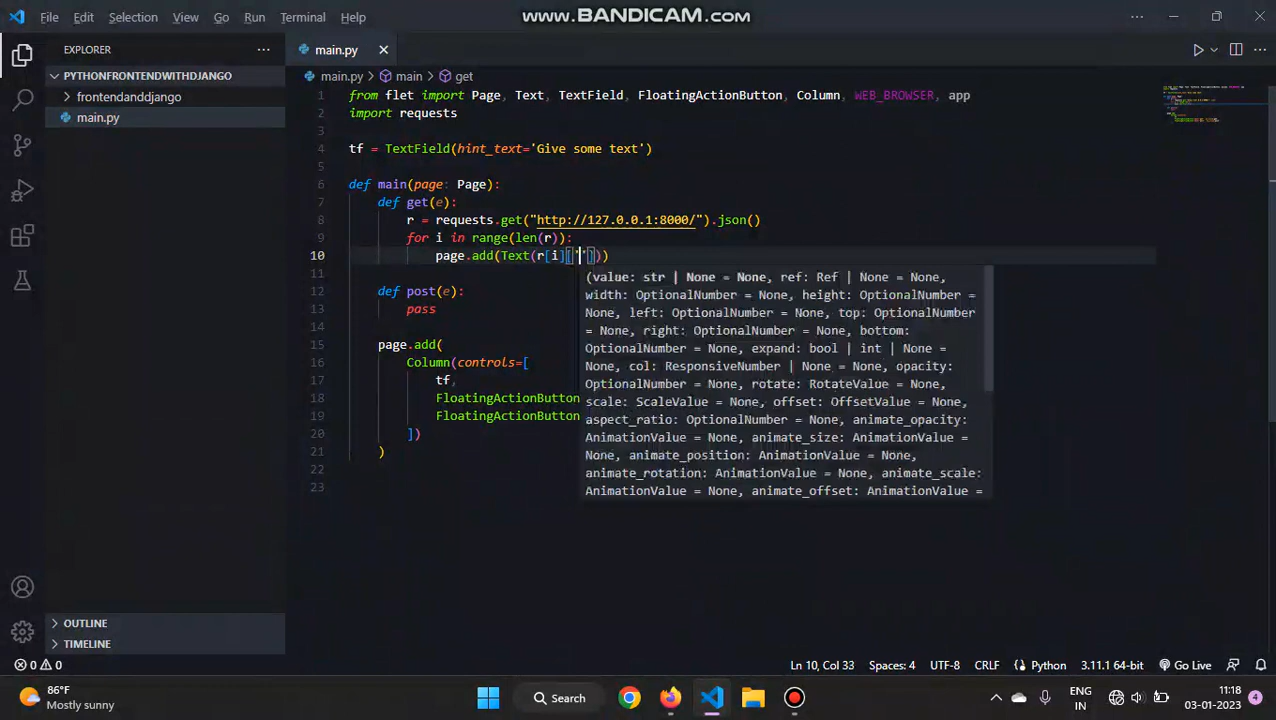 File Edit Selection View Go Run Terminal Help
www.BANDICAM.com
EXPLORER
main.py
PYTHONFRONTENDWITHDJANGO
main.py > main > get
frontendanddjango
main.py
1 from flet import Page, Text, TextField, FloatingActionButton, Column, WEB_BROWSER, app
2 import requests
3
4 tf = TextField(hint_text='Give some text')
5
6 def main(page: Page):
7 def get(e):
8 r = requests.get("http://127.0.0.1:8000/").json()
9 for i in range(len(r)):
10 page.add(Text(r[i]['']))
11
12 def post(e):
13 pass
14
15 page.add(
16 Column(controls=[
17 tf,
18 FloatingActionButton
19 FloatingActionButton
20 ])
21 )
22
23
(value: str | None = None, ref: Ref | None = None,
width: OptionalNumber = None, height: OptionalNumber =
None, left: OptionalNumber = None, top: OptionalNumber
= None, right: OptionalNumber = None, bottom:
OptionalNumber = None, expand: bool | int | None =
None, col: ResponsiveNumber | None = None, opacity:
OptionalNumber = None, rotate: RotateValue = None,
scale: ScaleValue = None, offset: OffsetValue = None,
aspect_ratio: OptionalNumber = None, animate_opacity:
AnimationValue = None, animate_size: AnimationValue =
None, animate_position: AnimationValue = None,
animate_rotation: AnimationValue = None, animate_scale:
AnimationValue = None, animate_offset: AnimationValue =
OUTLINE
TIMELINE
0 0
Ln 10, Col 33 Spaces: 4 UTF-8 CRLF Python 3.11.1 64-bit Go Live
86°F
Mostly sunny
Search
ENG
IN
11:18
03-01-2023
4